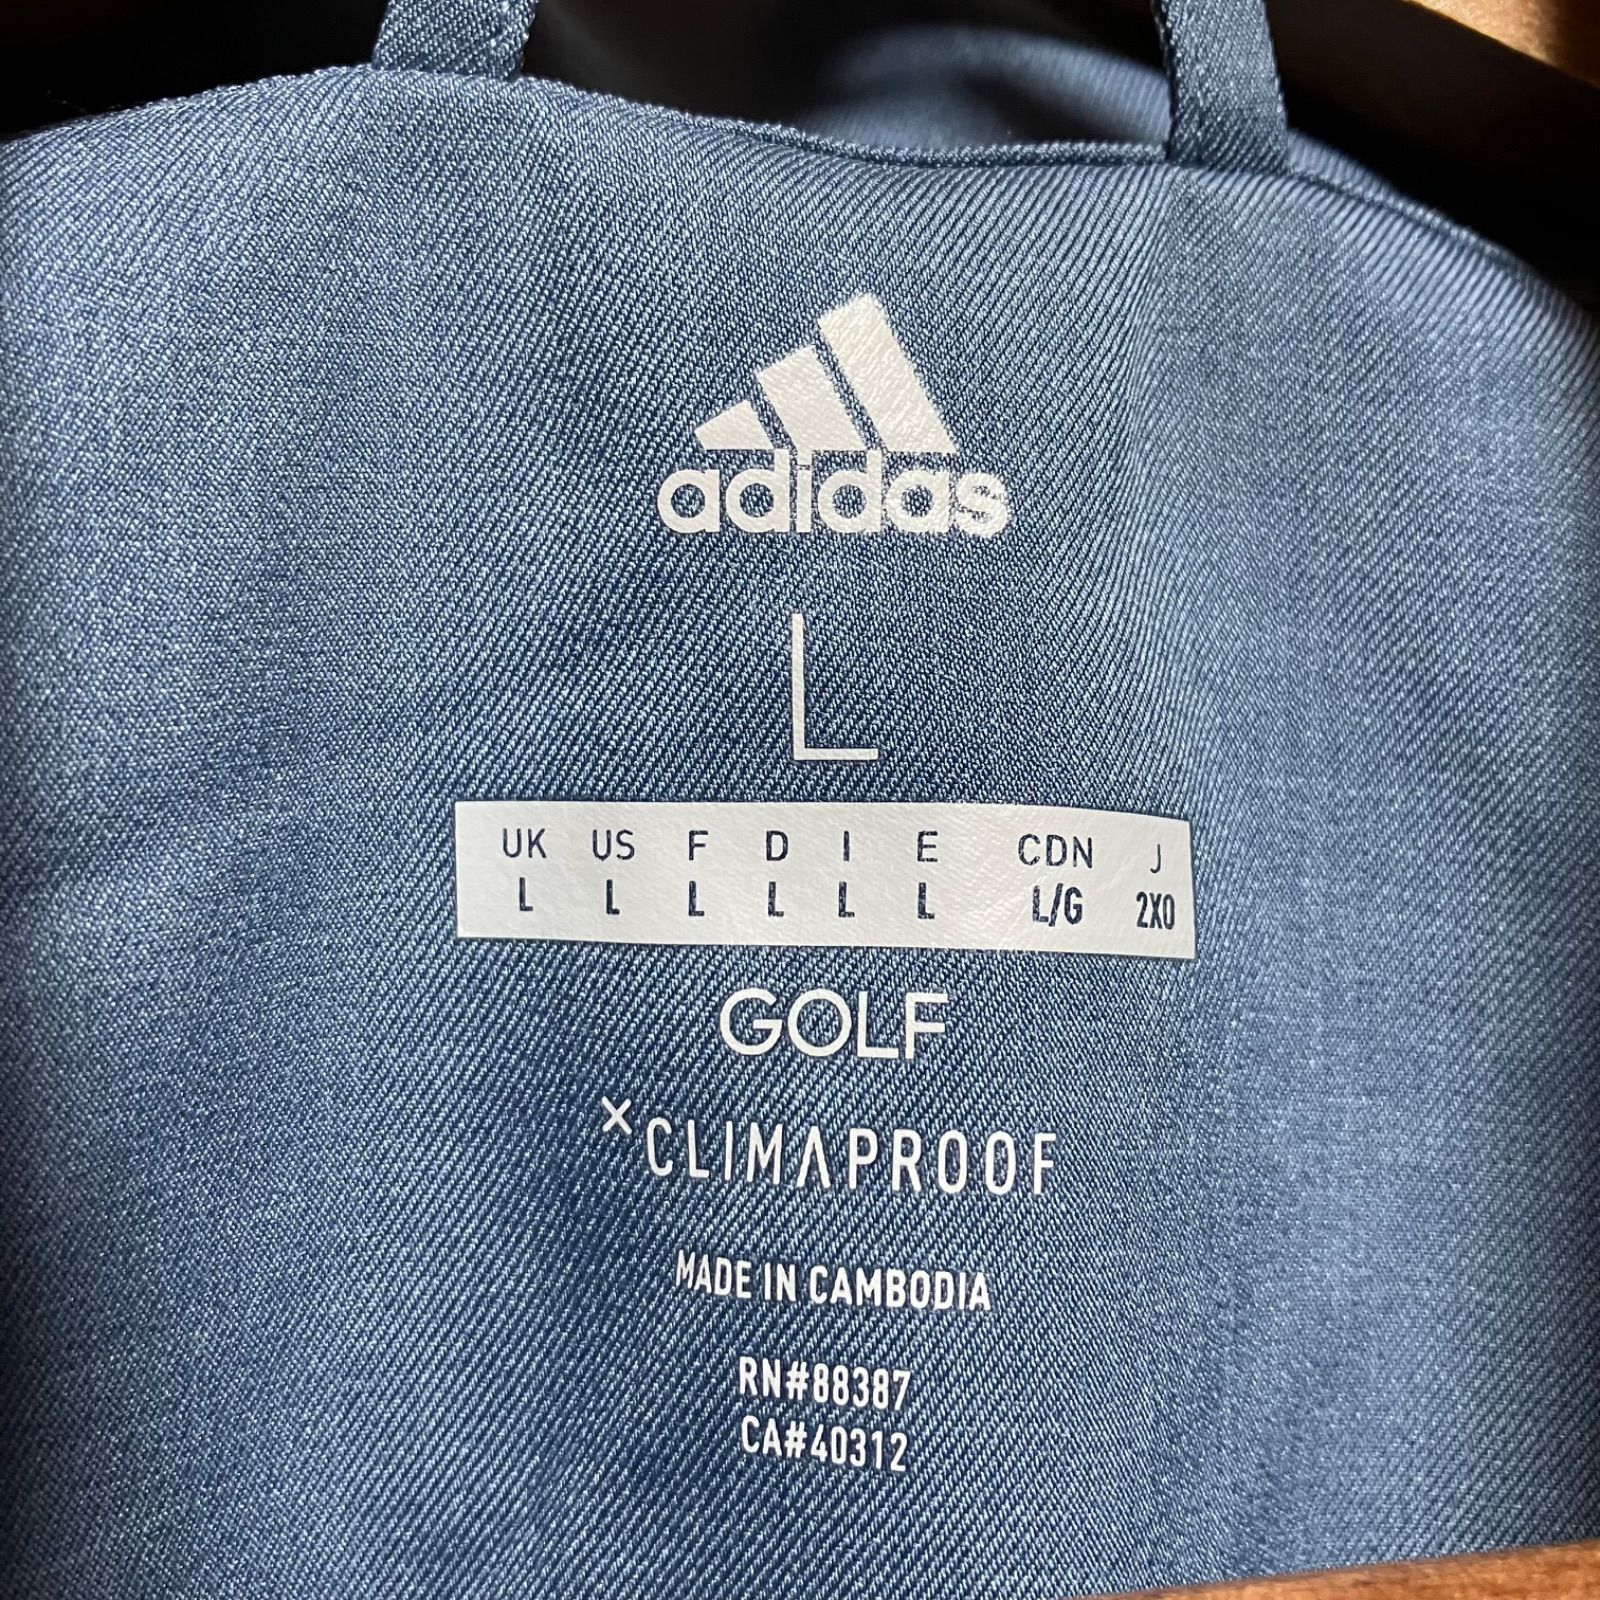 adidas
L
UK US F D I E CDN J
L L L L L L L/G 2XO
GOLF
×CLIMAPROOF
MADE IN CAMBODIA
RN#88387
CA#40312